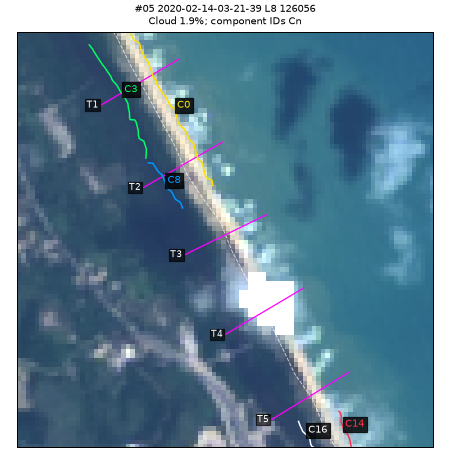 #05 2020-02-14-03-21-39 L8 126056
Cloud 1.9%; component IDs Cn
C3
T1
C0
C8
T2
T3
T4
T5
C14
C16